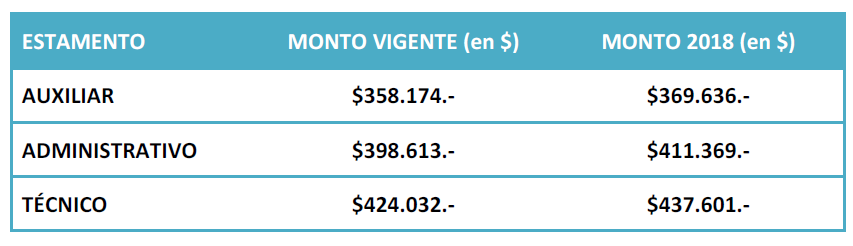 ESTAMENTO MONTO VIGENTE (en $) MONTO 2018 (en $)
AUXILIAR $358.174.- $369.636.-
ADMINISTRATIVO $398.613.- $411.369.-
TÉCNICO $424.032.- $437.601.-